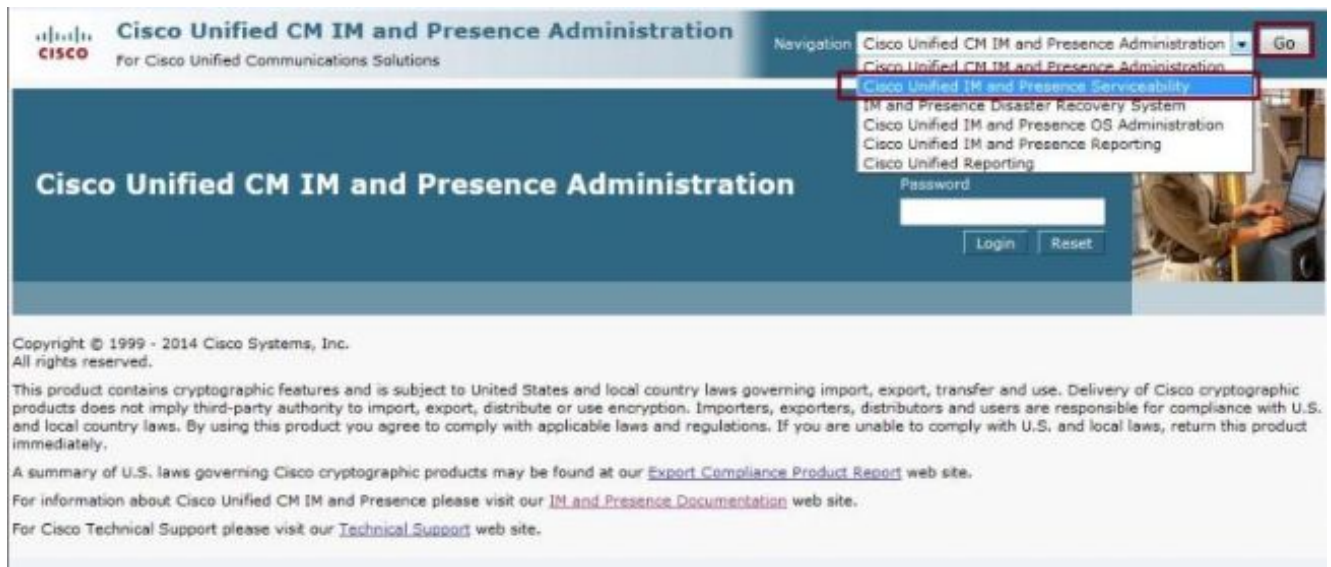 CISCO
Cisco Unified CM IM and Presence Administration
For Cisco Unified Communications Solutions
Navigation Cisco Unified CM IM and Presence Administration Go
Cisco Unified CM IM and Presence Administration
Cisco Unified IM and Presence Serviceability
IM and Presence Disaster Recovery System
Cisco Unified IM and Presence OS Administration
Cisco Unified IM and Presence Reporting
Cisco Unified Reporting
Cisco Unified CM IM and Presence Administration
Password
Login Reset
Copyright © 1999 - 2014 Cisco Systems, Inc.
All rights reserved.
This product contains cryptographic features and is subject to United States and local country laws governing import, export, transfer and use. Delivery of Cisco cryptographic
products does not imply third-party authority to import, export, distribute or use encryption. Importers, exporters, distributors and users are responsible for compliance with U.S.
and local country laws. By using this product you agree to comply with applicable laws and regulations. If you are unable to comply with U.S. and local laws, return this product
immediately.
A summary of U.S. laws governing Cisco cryptographic products may be found at our Export Compliance Product Report web site.
For information about Cisco Unified CM IM and Presence please visit our IM and Presence Documentation web site.
For Cisco Technical Support please visit our Technical Support web site.